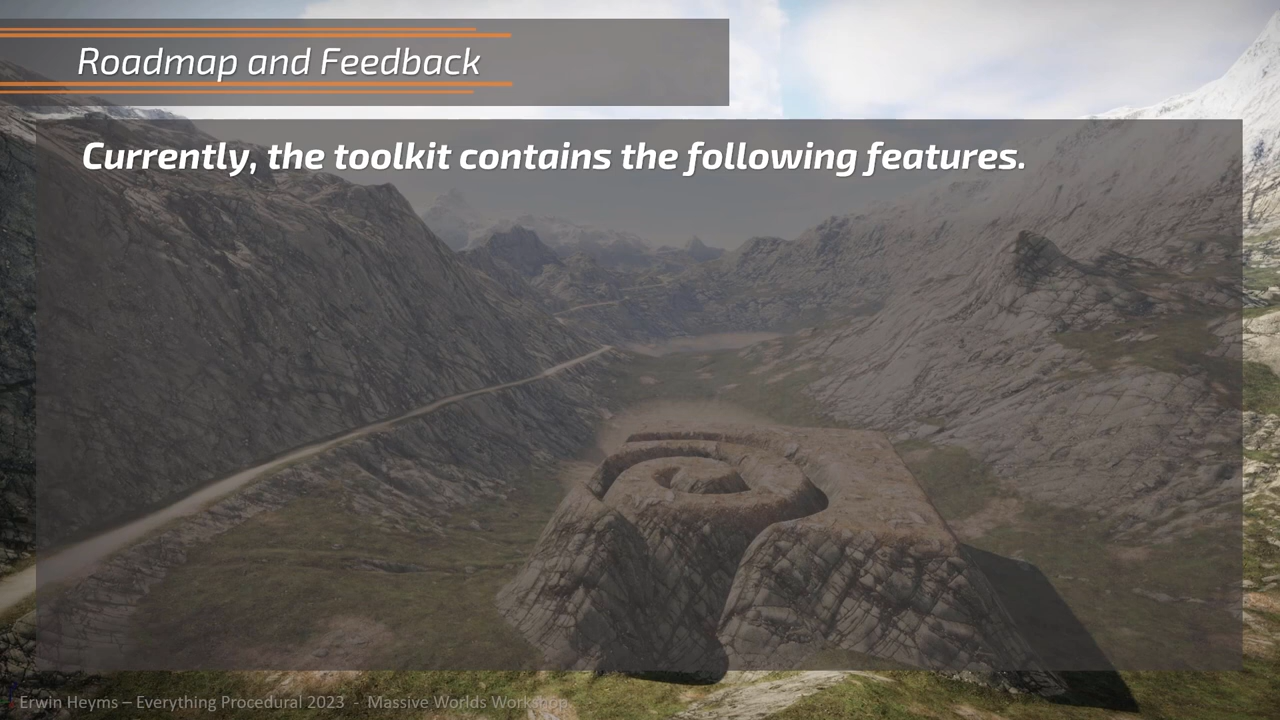 Roadmap and Feedback
Currently, the toolkit contains the following features.
Erwin Heyms – Everything Procedural 2023 - Massive Worlds Workshop